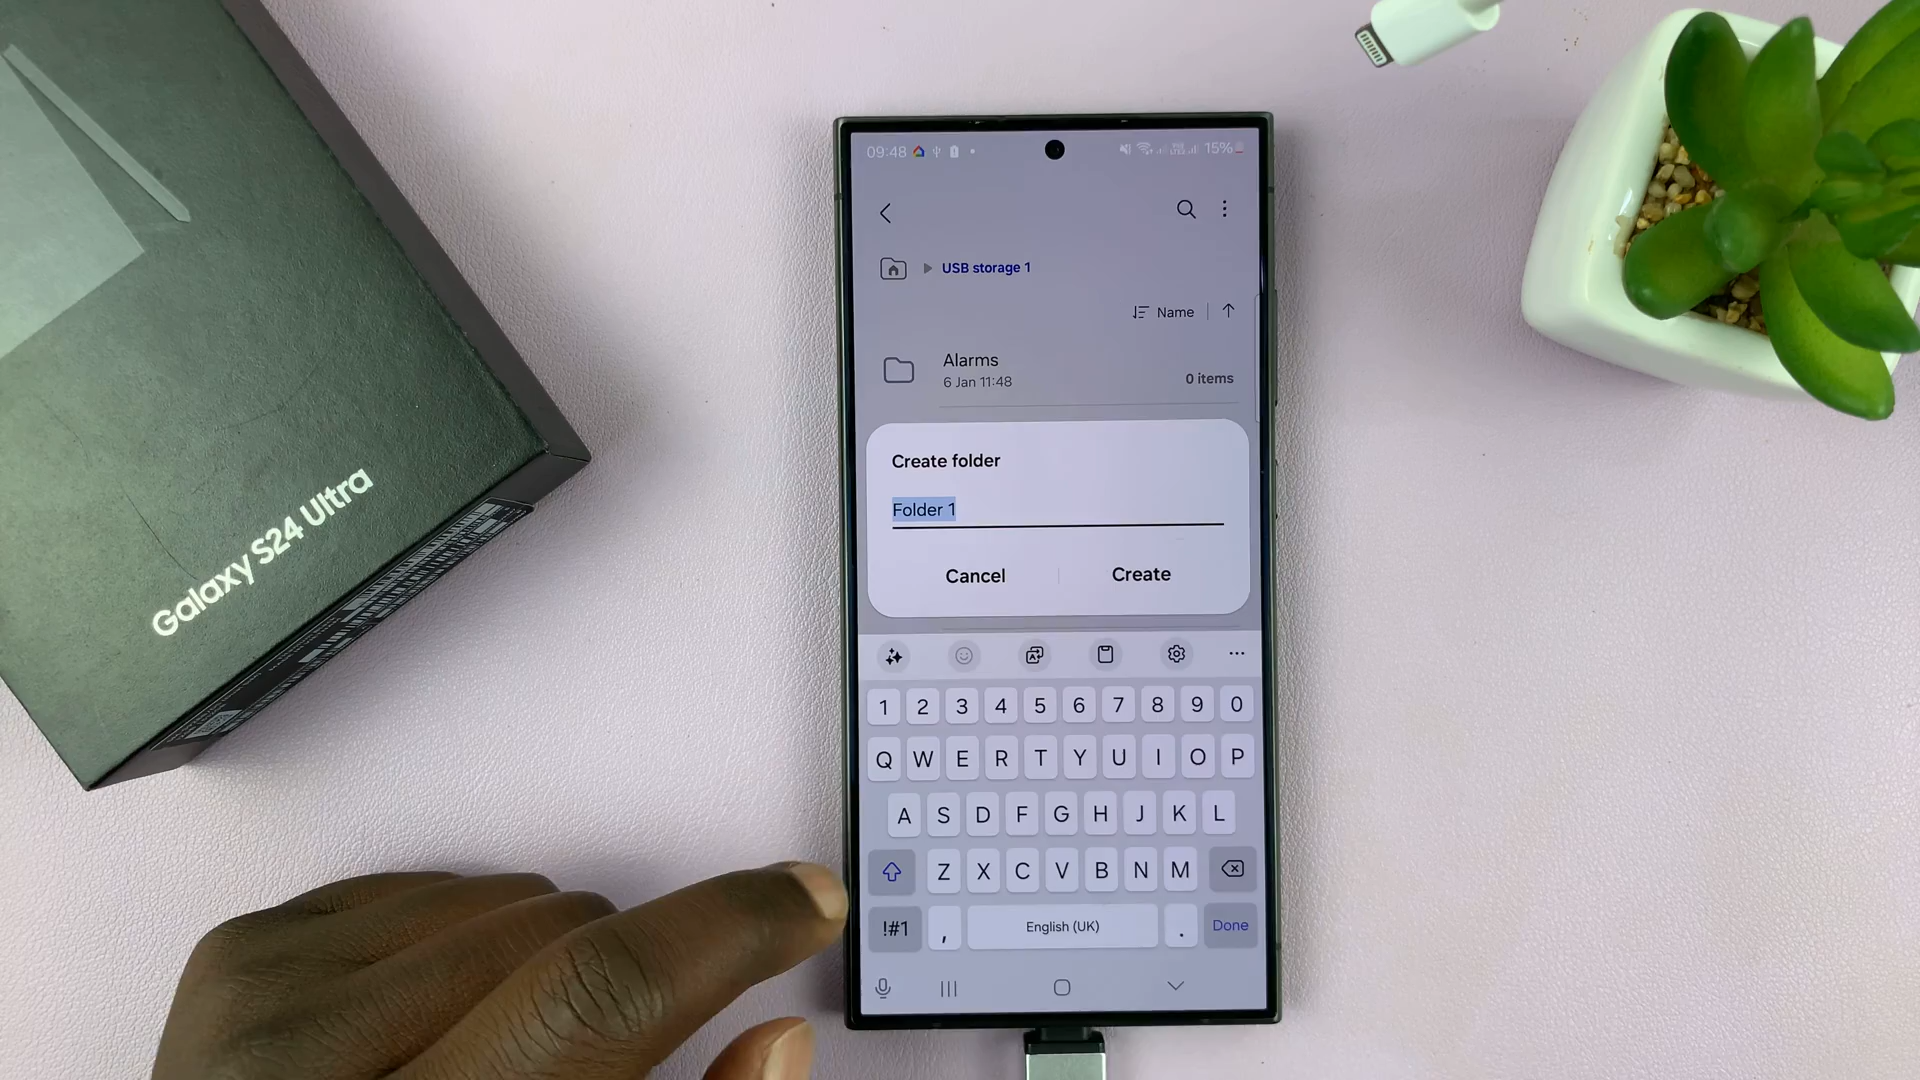 Galaxy S24 Ultra
09:48
15%
USB storage 1
Name
Alarms
6 Jan 11:48
0 items
Create folder
Folder 1
Cancel
Create
1 2 3 4 5 6 7 8 9 0
Q W E R T Y U I O P
A S D F G H J K L
Z X C V B N M
!#1 , English (UK) . Done